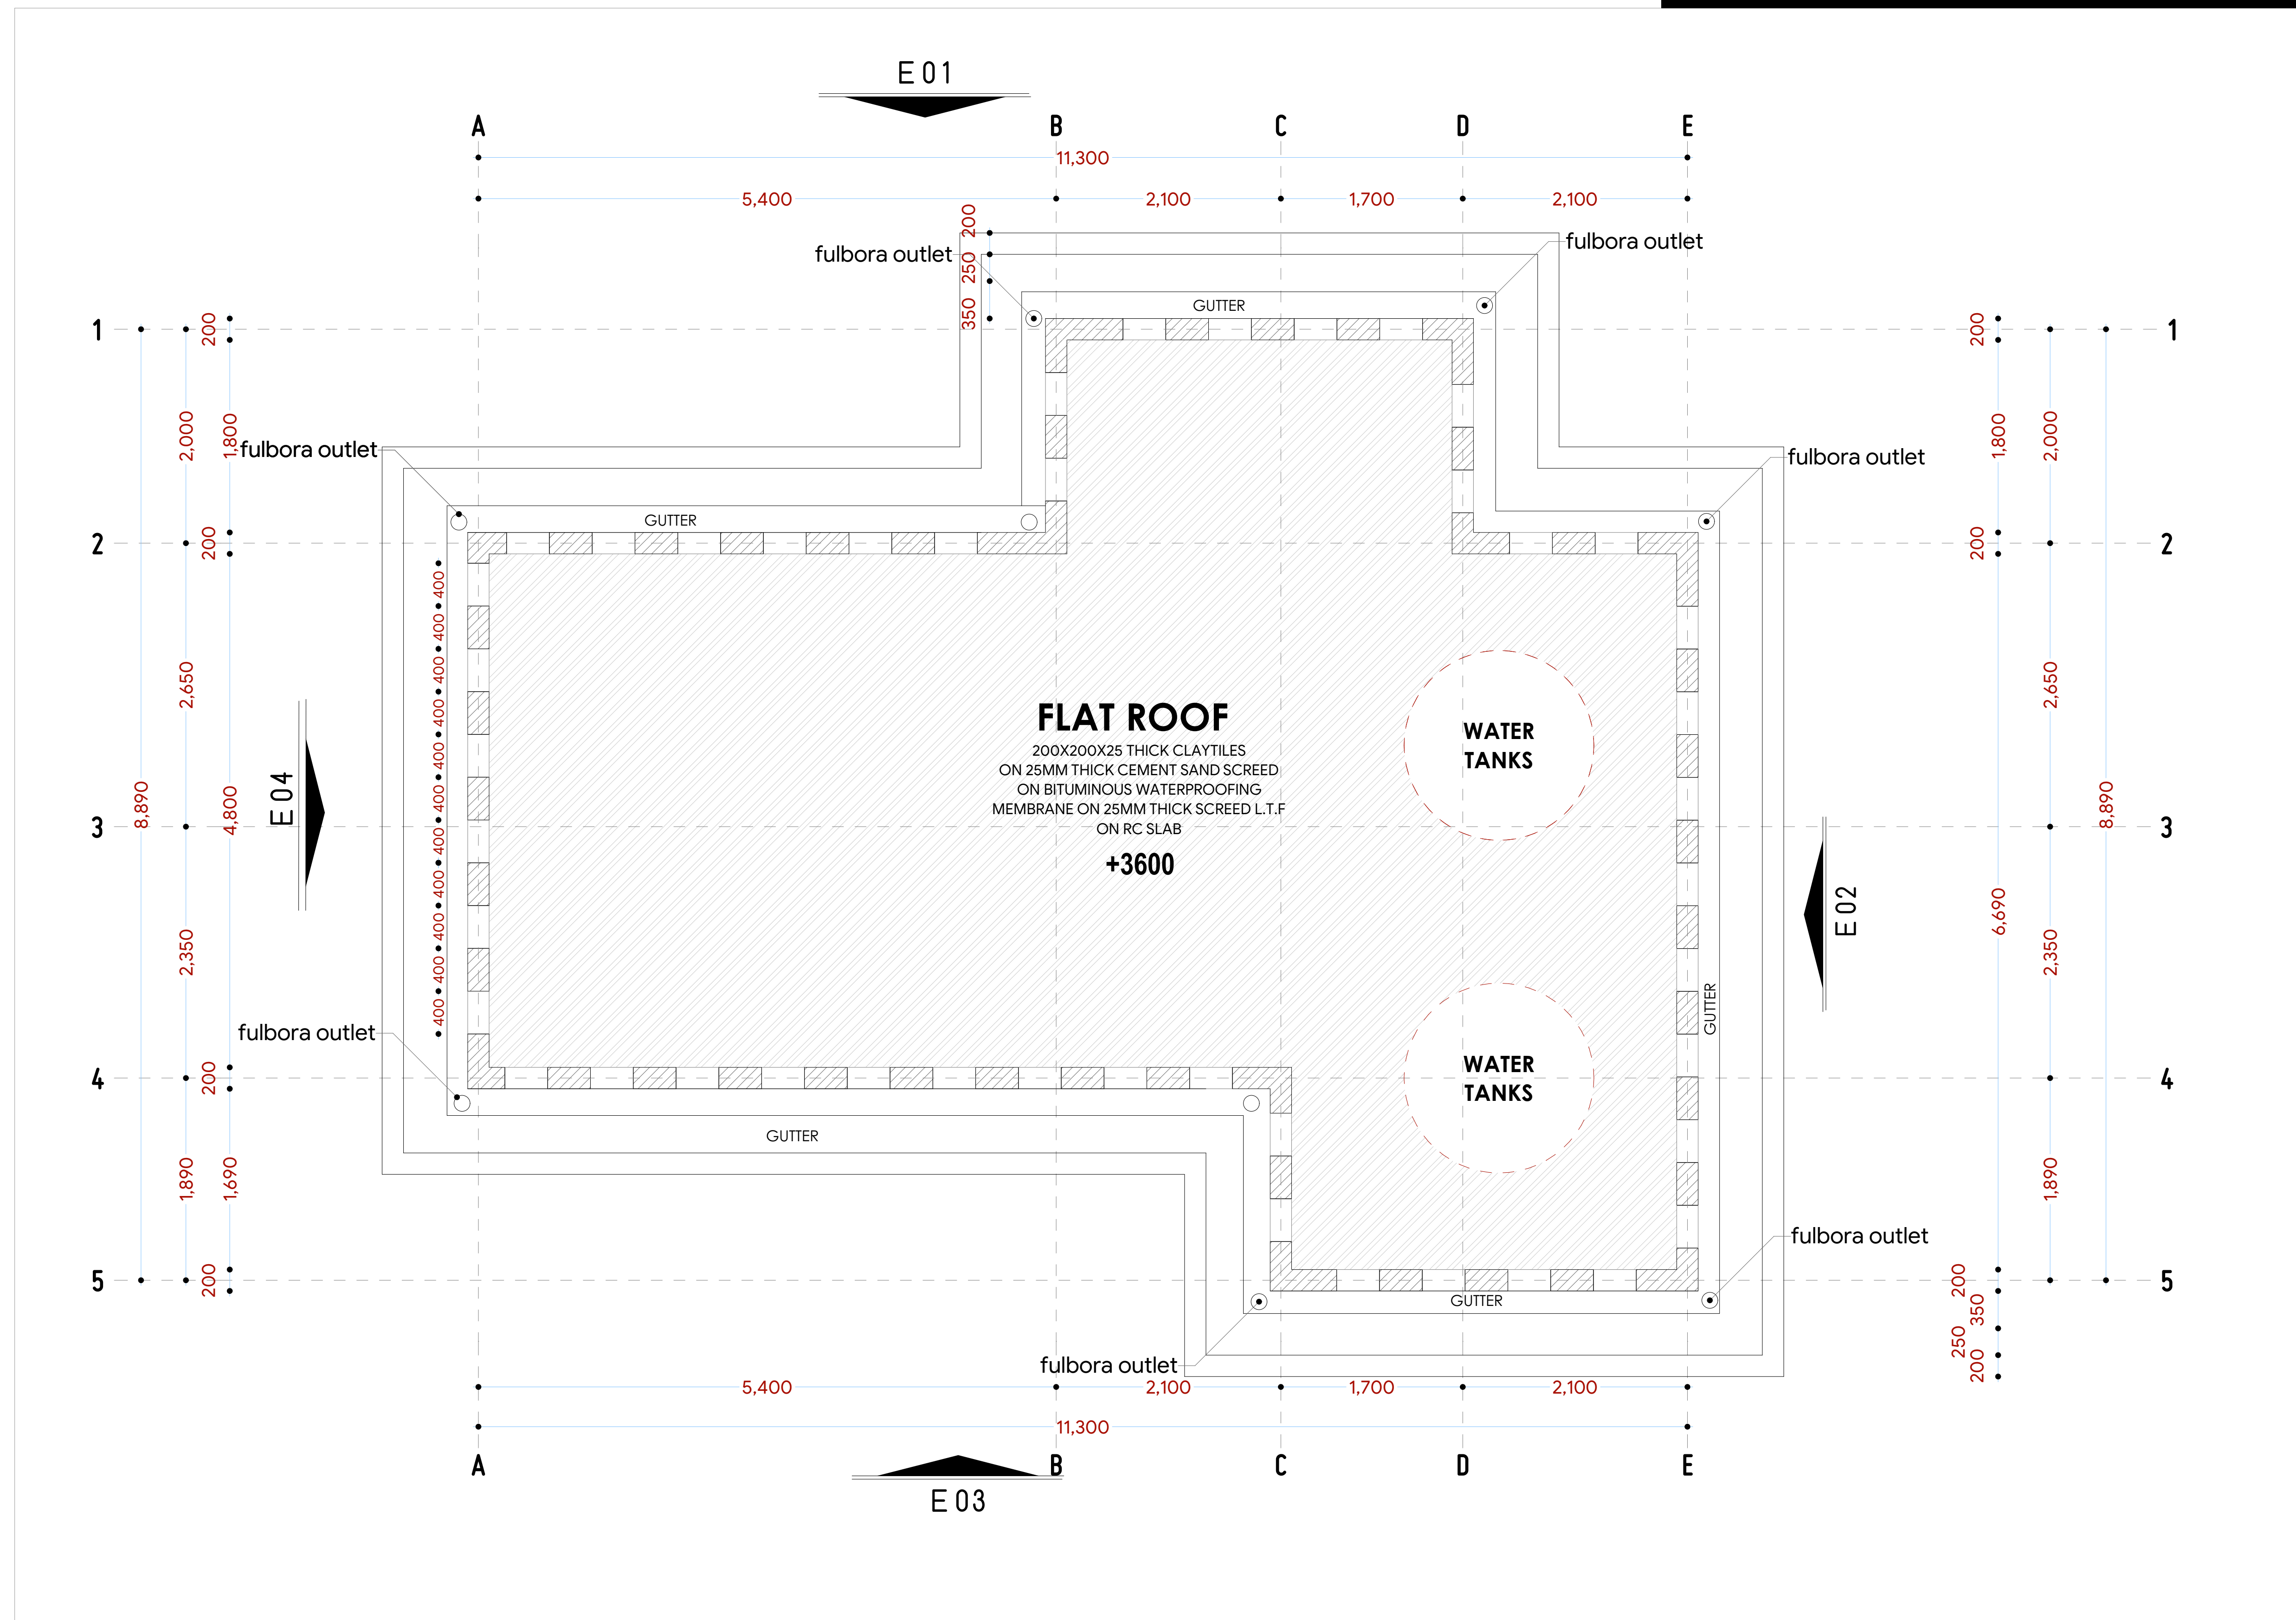 E 01
A B C D E
11,300
5,400 2,100 1,700 2,100
200
fulbora outlet
fulbora outlet
250
350
GUTTER
1 200 200 1
2,000 1,800 1,800 2,000
fulbora outlet
fulbora outlet
GUTTER
2 200 200 2
400
400
400
400
400
400
400
400
400
400
400
2,650 2,650
FLAT ROOF
200X200X25 THICK CLAYTILES
ON 25MM THICK CEMENT SAND SCREED
ON BITUMINOUS WATERPROOFING
MEMBRANE ON 25MM THICK SCREED L.T.F
ON RC SLAB
+3600
WATER
TANKS
E 04
8,890 4,800 8,890
3 3
6,690
E 02
2,350 2,350
GUTTER
fulbora outlet
WATER
TANKS
4 200 4
GUTTER
1,890 1,690 1,890
fulbora outlet
5 200 200 5
GUTTER
350
250
200
fulbora outlet
5,400 2,100 1,700 2,100
11,300
A B C D E
E 03